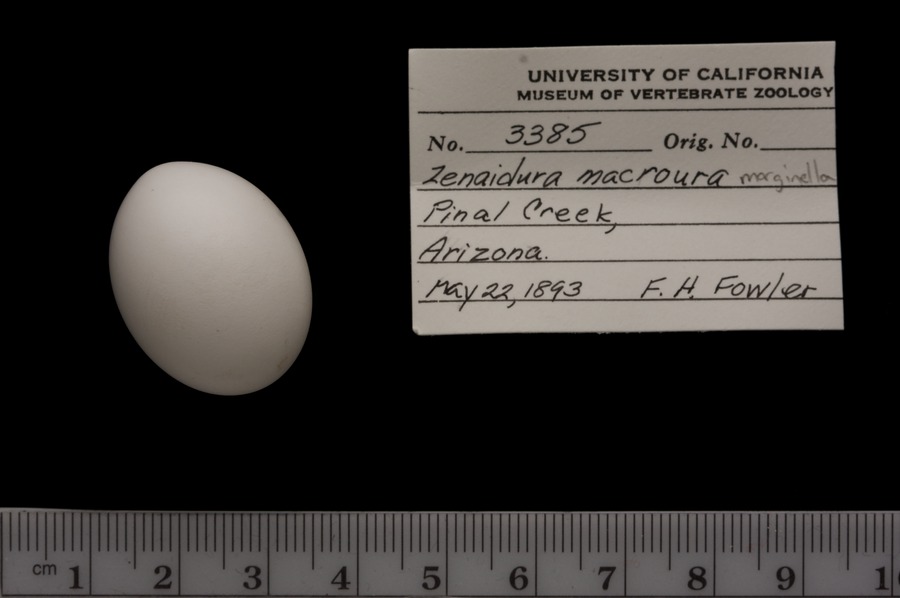 UNIVERSITY OF CALIFORNIA
MUSEUM OF VERTEBRATE ZOOLOGY
No. 3385 Orig. No.
Zenaidura macroura marginella
Pinal Creek,
Arizona.
May 22, 1893 F. H. Fowler
cm 1 2 3 4 5 6 7 8 9 1